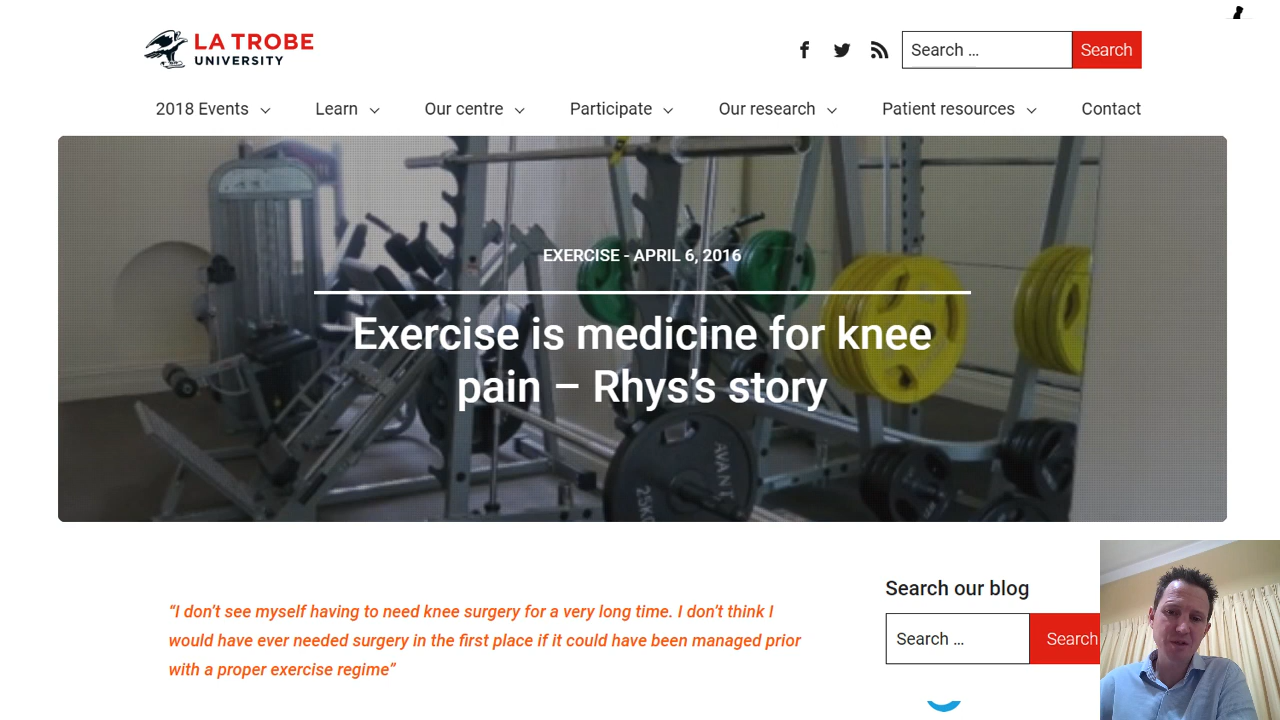 LA TROBE
UNIVERSITY
Search …
Search
2018 Events
Learn
Our centre
Participate
Our research
Patient resources
Contact
EXERCISE - APRIL 6, 2016
Exercise is medicine for knee
pain – Rhys’s story
AVANTI
25KG
“I don’t see myself having to need knee surgery for a very long time. I don’t think I
would have ever needed surgery in the first place if it could have been managed prior
with a proper exercise regime”
Search our blog
Search …
Search